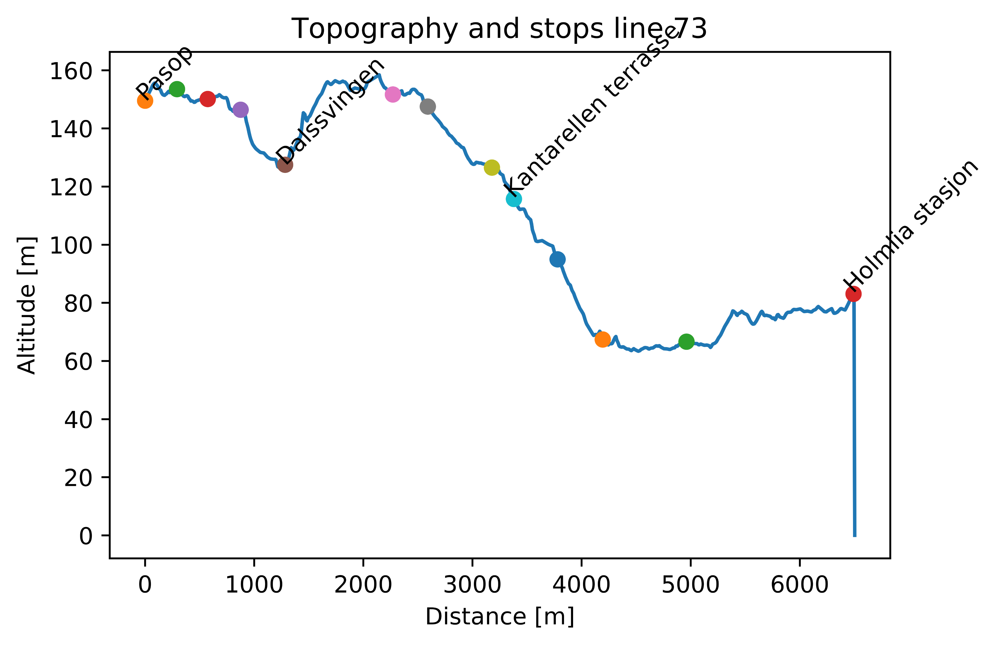 Topography and stops line 73
Påsop
Dalssvingen
Kantarellen terrasse
Holmlia stasjon
Altitude [m]
160
140
120
100
80
60
40
20
0
0 1000 2000 3000 4000 5000 6000
Distance [m]